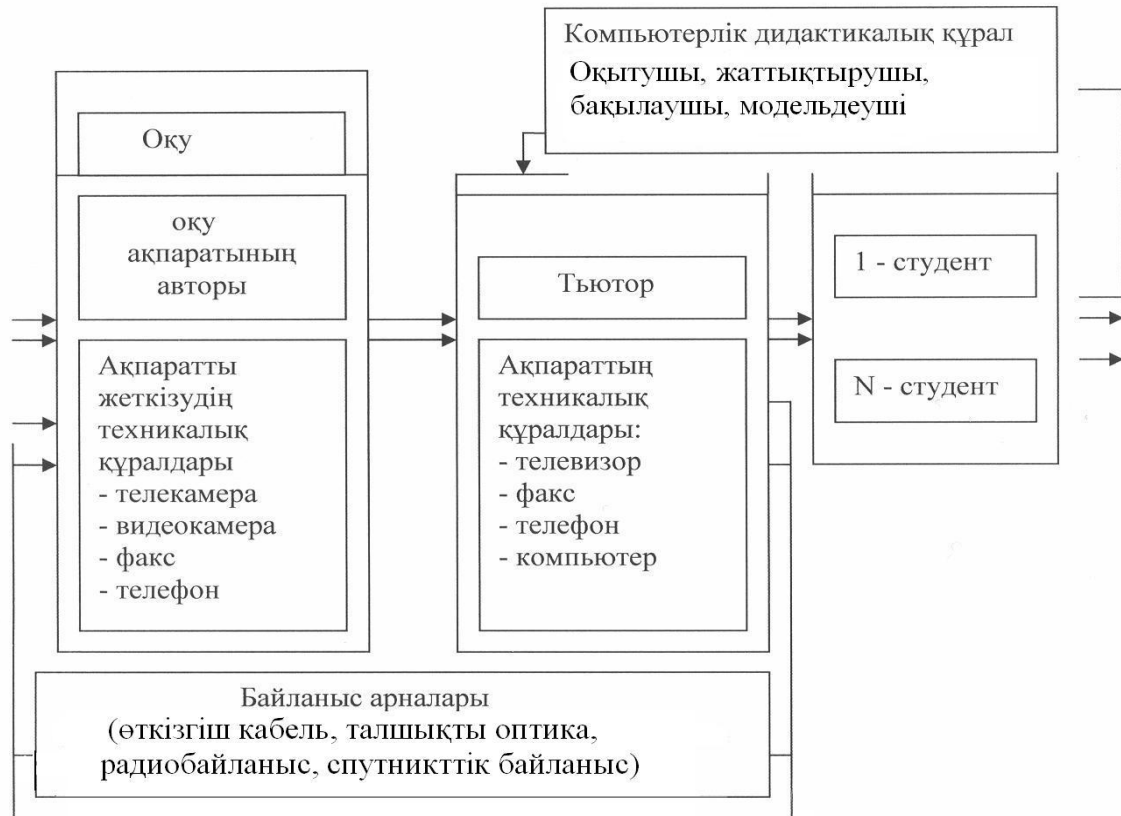 Компьютерлік дидактикалық құрал
Оқытушы, жаттықтырушы,
бақылаушы, модельдеуші
Оқу
оқу
ақпаратының
авторы
Ақпаратты
жеткізудің
техникалық
құралдары
- телекамера
- видеокамера
- факс
- телефон
Тьютор
Ақпараттың
техникалық
құралдары:
- телевизор
- факс
- телефон
- компьютер
1 - студент
N - студент
Байланыс арналары
(өткізгіш кабель, талшықты оптика,
радиобайланыс, спутникттік байланыс)